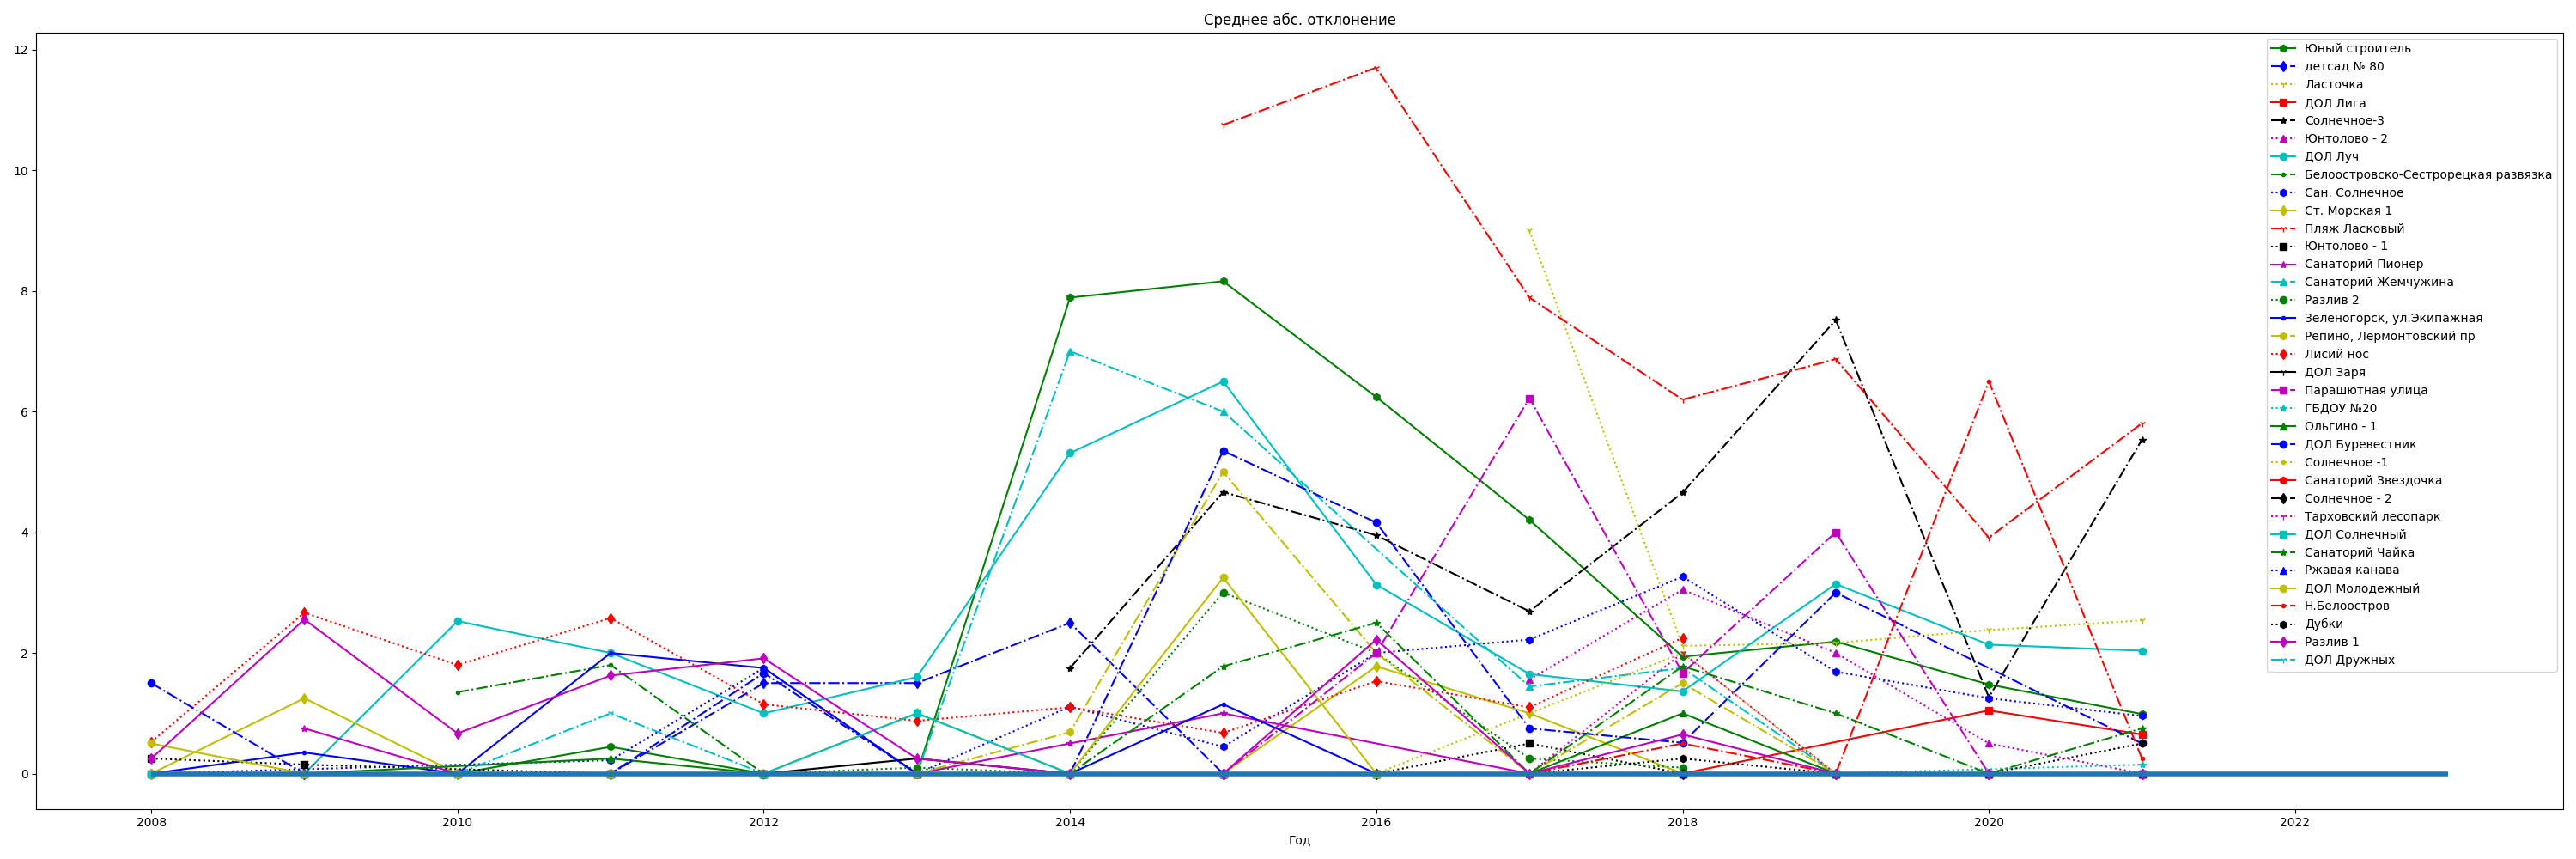 Среднее абс. отклонение
12
10
8
6
4
2
0
2008
2010
2012
2014
2016
2018
2020
2022
Год
Юный строитель
детсад № 80
Ласточка
ДОЛ Лига
Солнечное-3
Юнтолово - 2
ДОЛ Луч
Белоостровско-Сестрорецкая развязка
Сан. Солнечное
Ст. Морская 1
Пляж Ласковый
Юнтолово - 1
Санаторий Пионер
Санаторий Жемчужина
Разлив 2
Зеленогорск, ул.Экипажная
Репино, Лермонтовский пр
Лисий нос
ДОЛ Заря
Парашютная улица
ГБДОУ №20
Ольгино - 1
ДОЛ Буревестник
Солнечное -1
Санаторий Звездочка
Солнечное - 2
Тарховский лесопарк
ДОЛ Солнечный
Санаторий Чайка
Ржавая канава
ДОЛ Молодежный
Н.Белоостров
Дубки
Разлив 1
ДОЛ Дружных